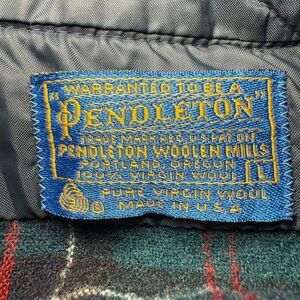 WARRANTED TO BE A
"PENDLETON"
TRADE MARK REG. U.S. PAT. OFF.
PENDLETON WOOLEN MILLS
PORTLAND, OREGON
100% VIRGIN WOOL
L
PURE VIRGIN WOOL
MADE IN U.S.A.